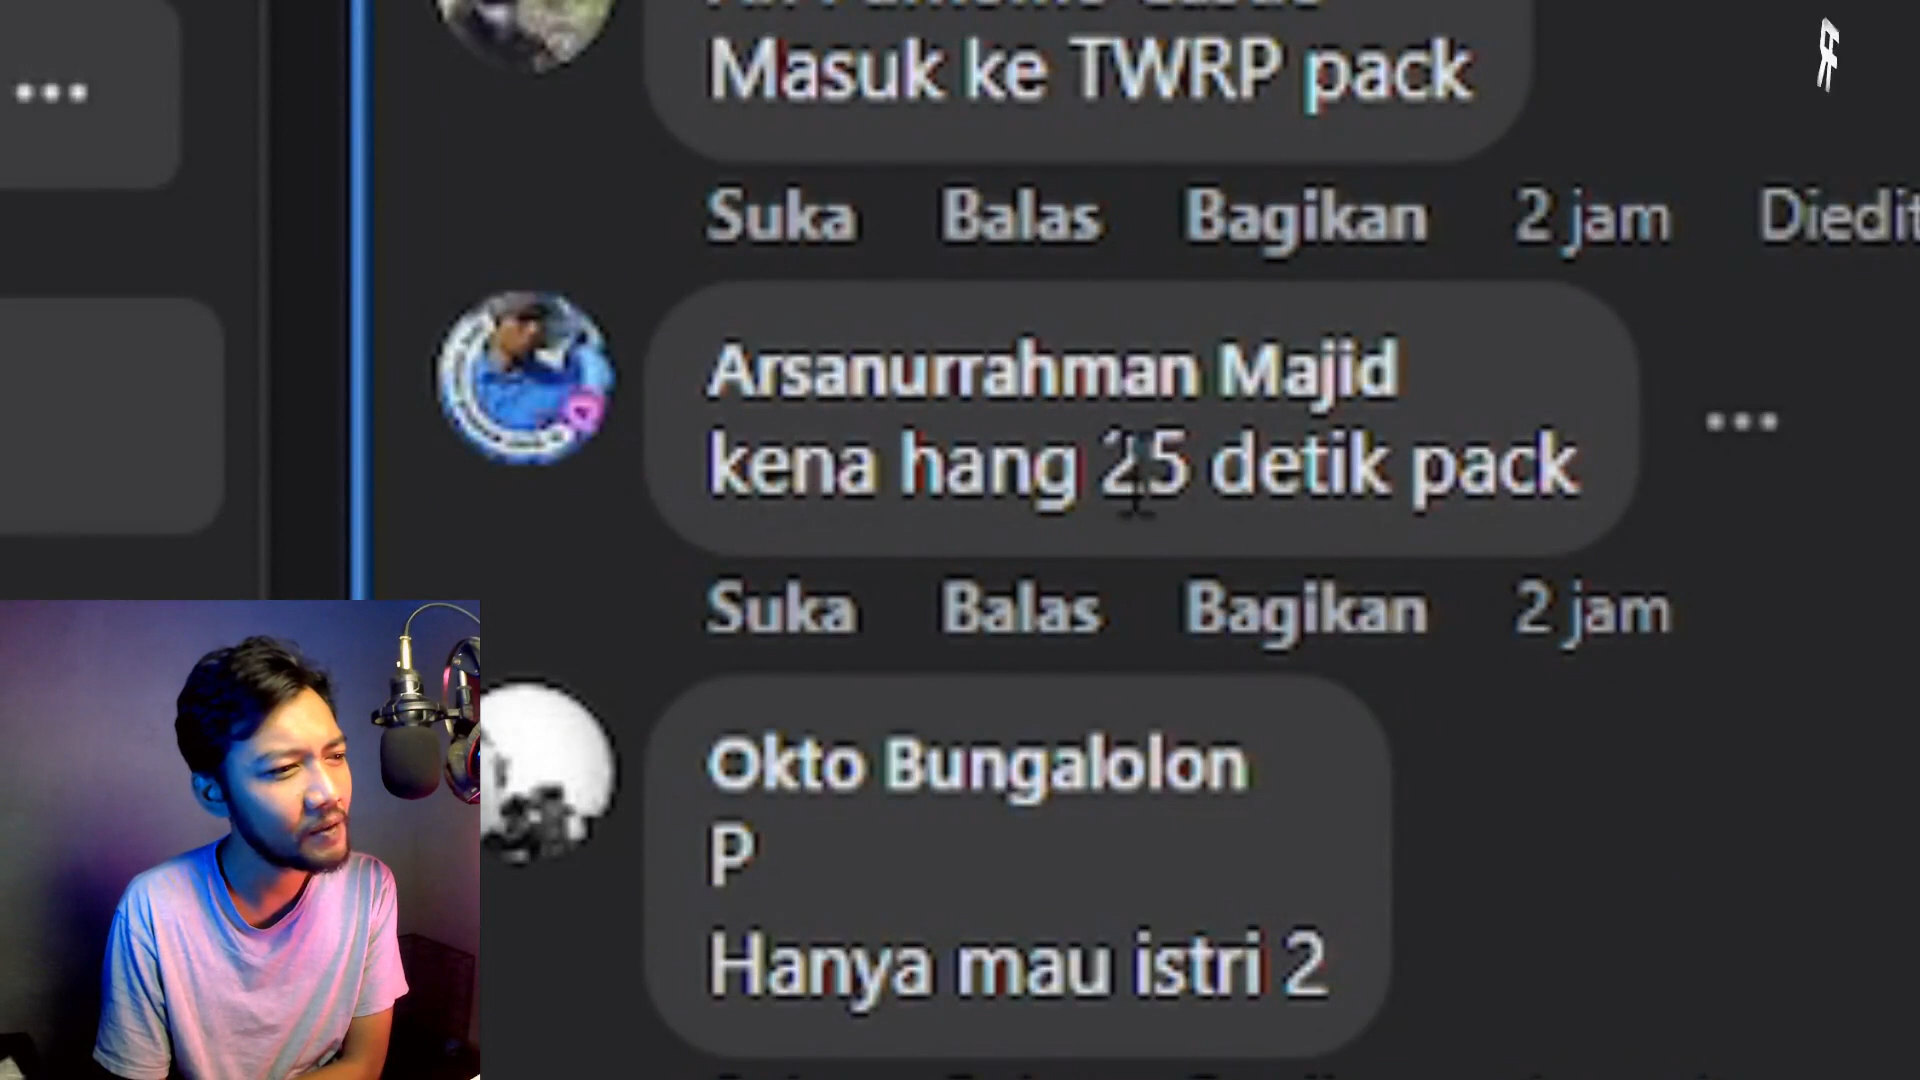 Masuk ke TWRP pack
Suka Balas Bagikan 2 jam Diedit
Arsanurrahman Majid
kena hang 25 detik pack
Suka Balas Bagikan 2 jam
Okto Bungalolon
P
Hanya mau istri 2